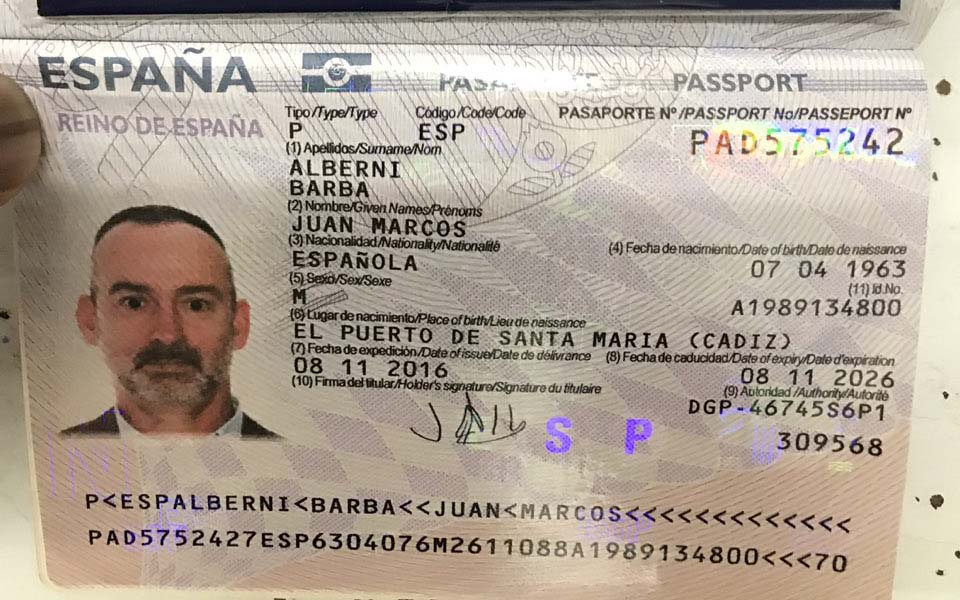 ESPAÑA
PASAPORTE PASSPORT
REINO DE ESPAÑA
Tipo/Type/Type Código/Code/Code PASAPORTE Nº/PASSPORT No/PASSEPORT Nº
P ESP PAD575242
(1) Apellidos/Surname/Nom
ALBERNI
BARBA
(2) Nombre/Given Names/Prénoms
JUAN MARCOS
(3) Nacionalidad/Nationality/Nationalité (4) Fecha de nacimiento/Date of birth/Date de naissance
ESPAÑOLA 07 04 1963
(5) Sexo/Sex/Sexe (11) Id.No.
M A1989134800
(6) Lugar de nacimiento/Place of birth/Lieu de naissance
EL PUERTO DE SANTA MARIA (CADIZ)
(7) Fecha de expedición/Date of issue/Date de délivrance (8) Fecha de caducidad/Date of expiry/Date d'expiration
08 11 2016 08 11 2026
(10) Firma del titular/Holder's signature/Signature du titulaire (9) Autoridad/Authority/Autorité
DGP-46745S6P1
S P 309568
P<ESPALBERNI<BARBA<<JUAN<MARCOS<<<<<<<<<<<<<
PAD5752427ESP6304076M2611088A1989134800<<<70